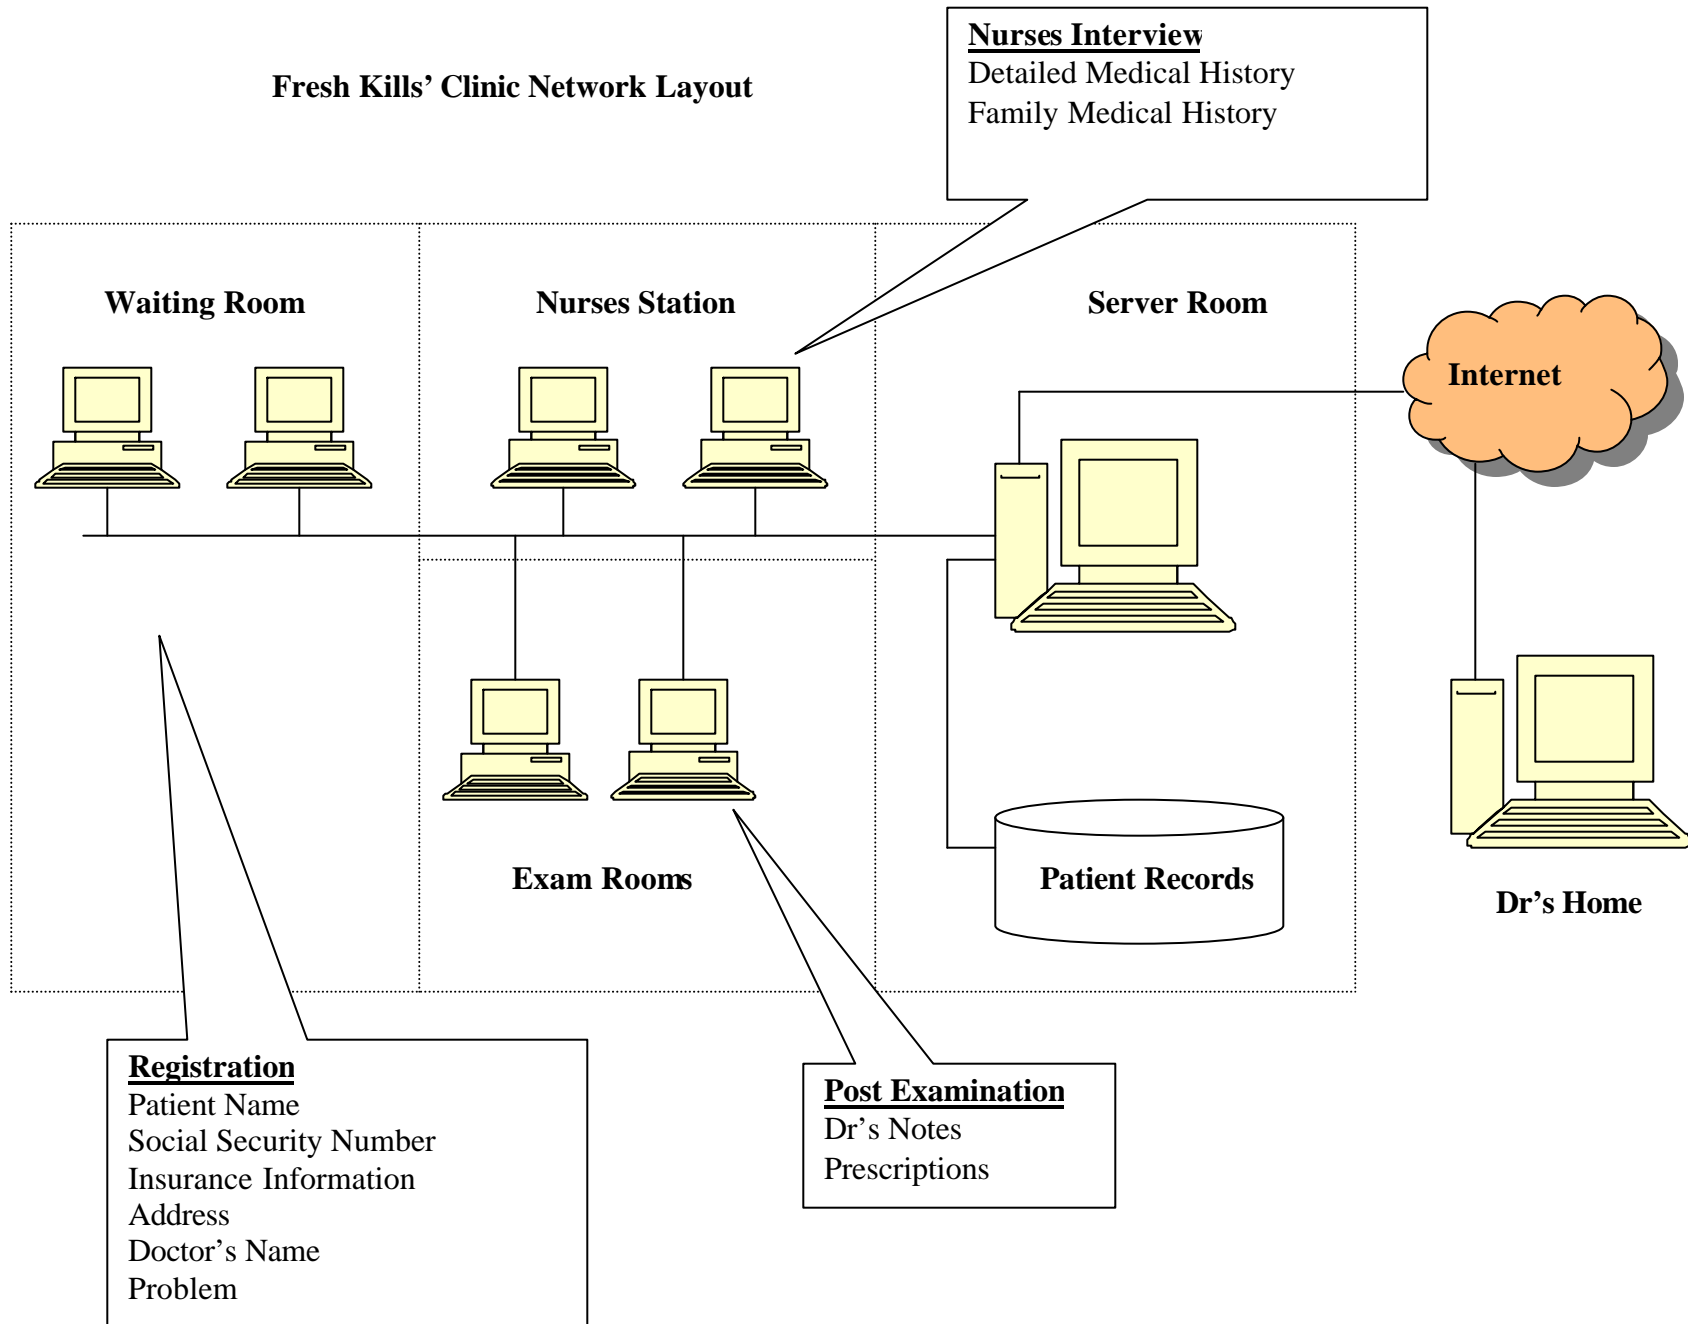 Nurses Interview
Detailed Medical History
Family Medical History
Fresh Kills’ Clinic Network Layout
Waiting Room
Nurses Station
Server Room
Internet
Exam Rooms
Patient Records
Dr’s Home
Registration
Patient Name
Social Security Number
Insurance Information
Address
Doctor’s Name
Problem
Post Examination
Dr’s Notes
Prescriptions